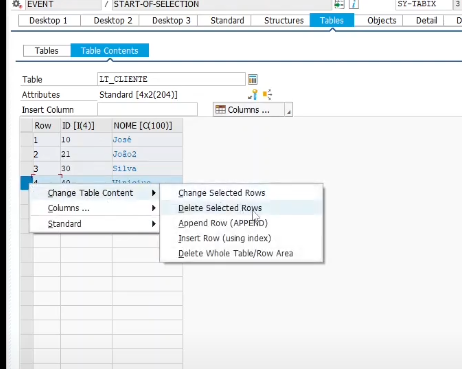 EVENT / START-OF-SELECTION SY-TABIX 3
Desktop 1 Desktop 2 Desktop 3 Standard Structures Tables Objects Detail D
Tables Table Contents
Table LT_CLIENTE
Attributes Standard [4x2(204)]
Insert Column Columns ...
Row ID [I(4)] NOME [C(100)]
1 10 José
2 21 João2
3 30 Silva
4 40
Change Table Content
Columns ...
Standard
Change Selected Rows
Delete Selected Rows
Append Row (APPEND)
Insert Row (using index)
Delete Whole Table/Row Area